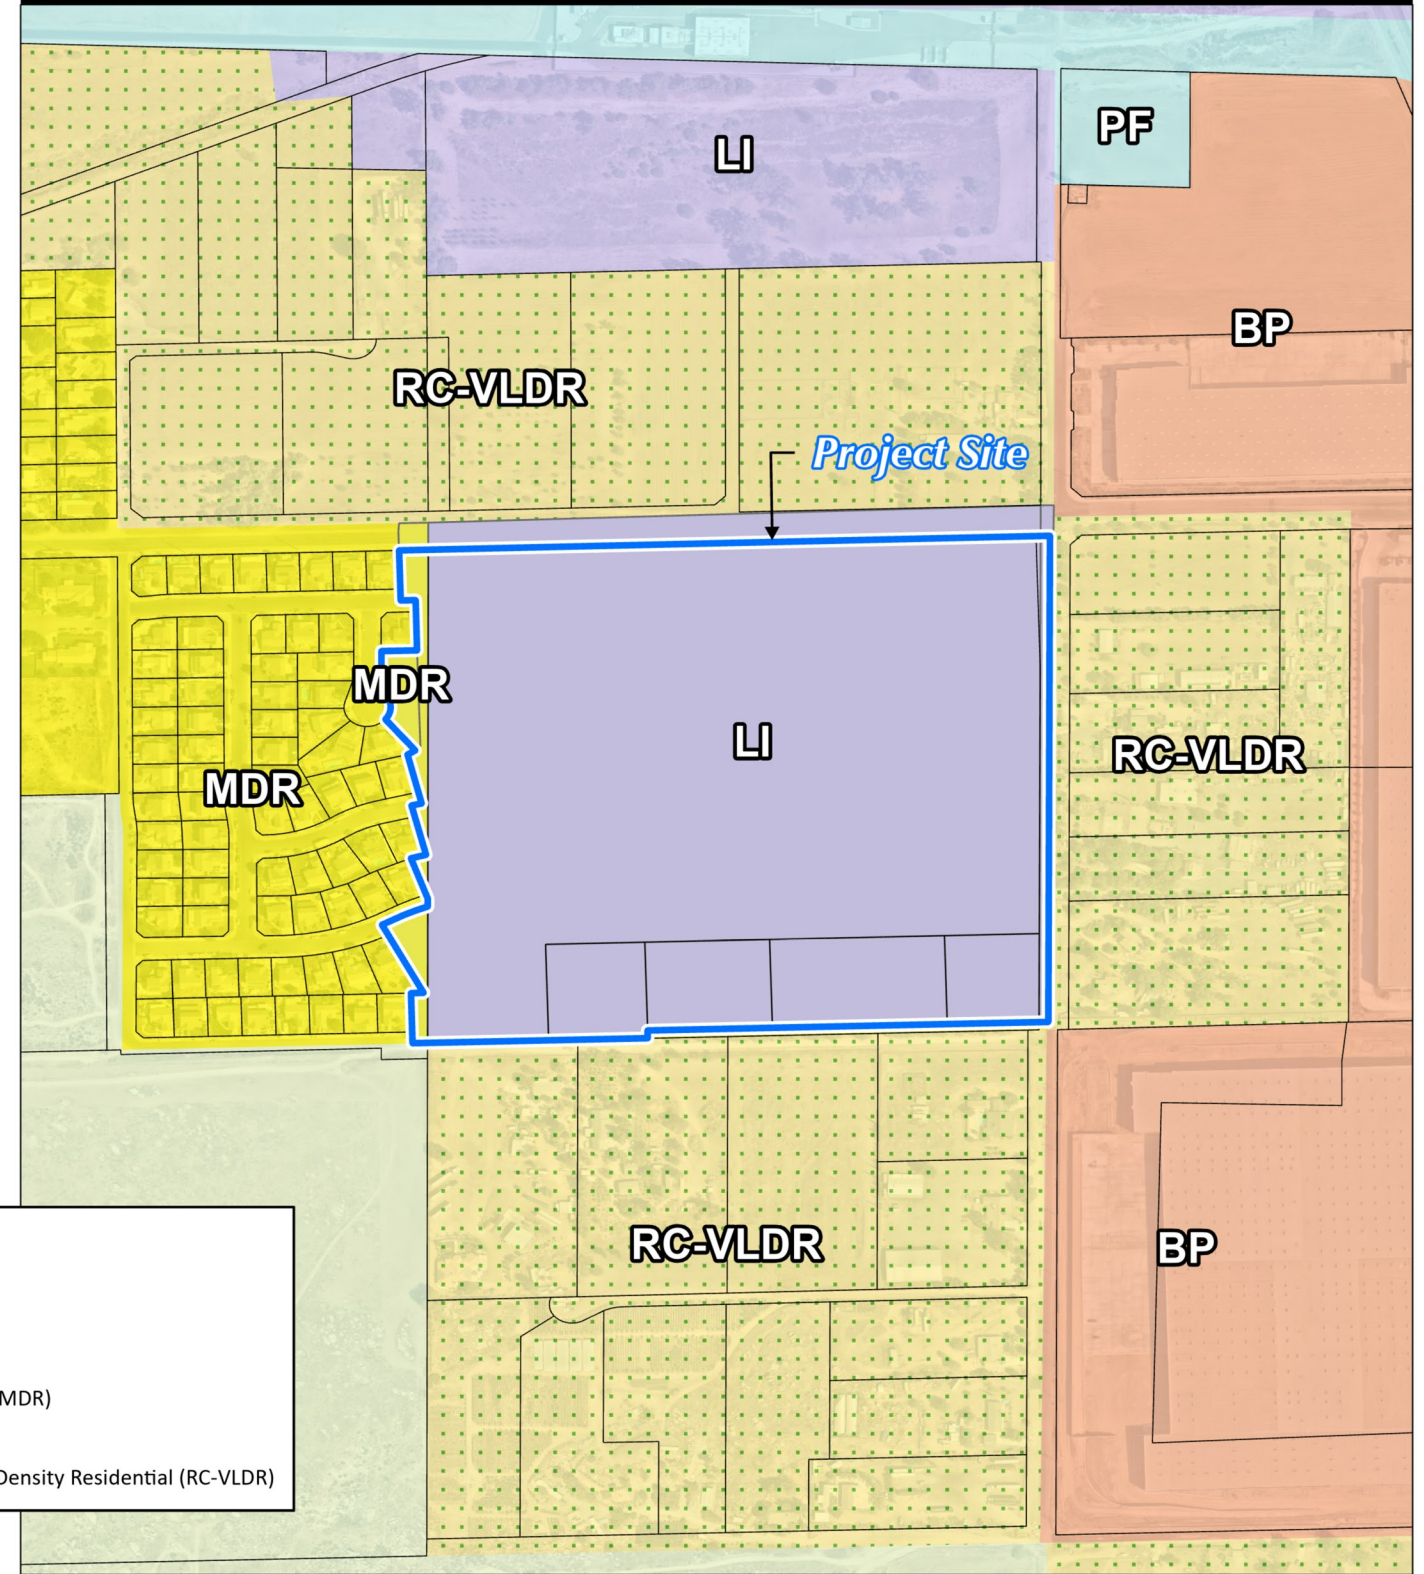 PF
LI
BP
RC-VLDR
Project Site
MDR
LI
RC-VLDR
MDR
RC-VLDR
BP
MDR)
Density Residential (RC-VLDR)